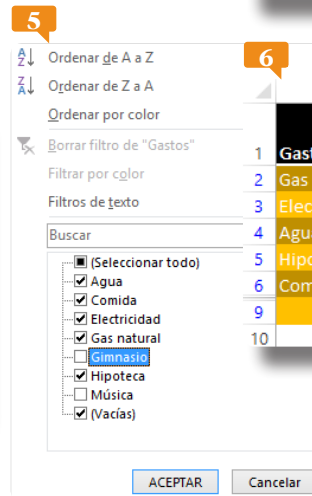 5
Ordenar de A a Z
Ordenar de Z a A
Ordenar por color
Borrar filtro de "Gastos"
Filtrar por color
Filtros de texto
Buscar
(Seleccionar todo)
Agua
Comida
Electricidad
Gas natural
Gimnasio
Hipoteca
Música
(Vacías)
ACEPTAR
Cancelar
6
1 Gast
2 Gas
3 Elec
4 Agua
5 Hipo
6 Com
9
10